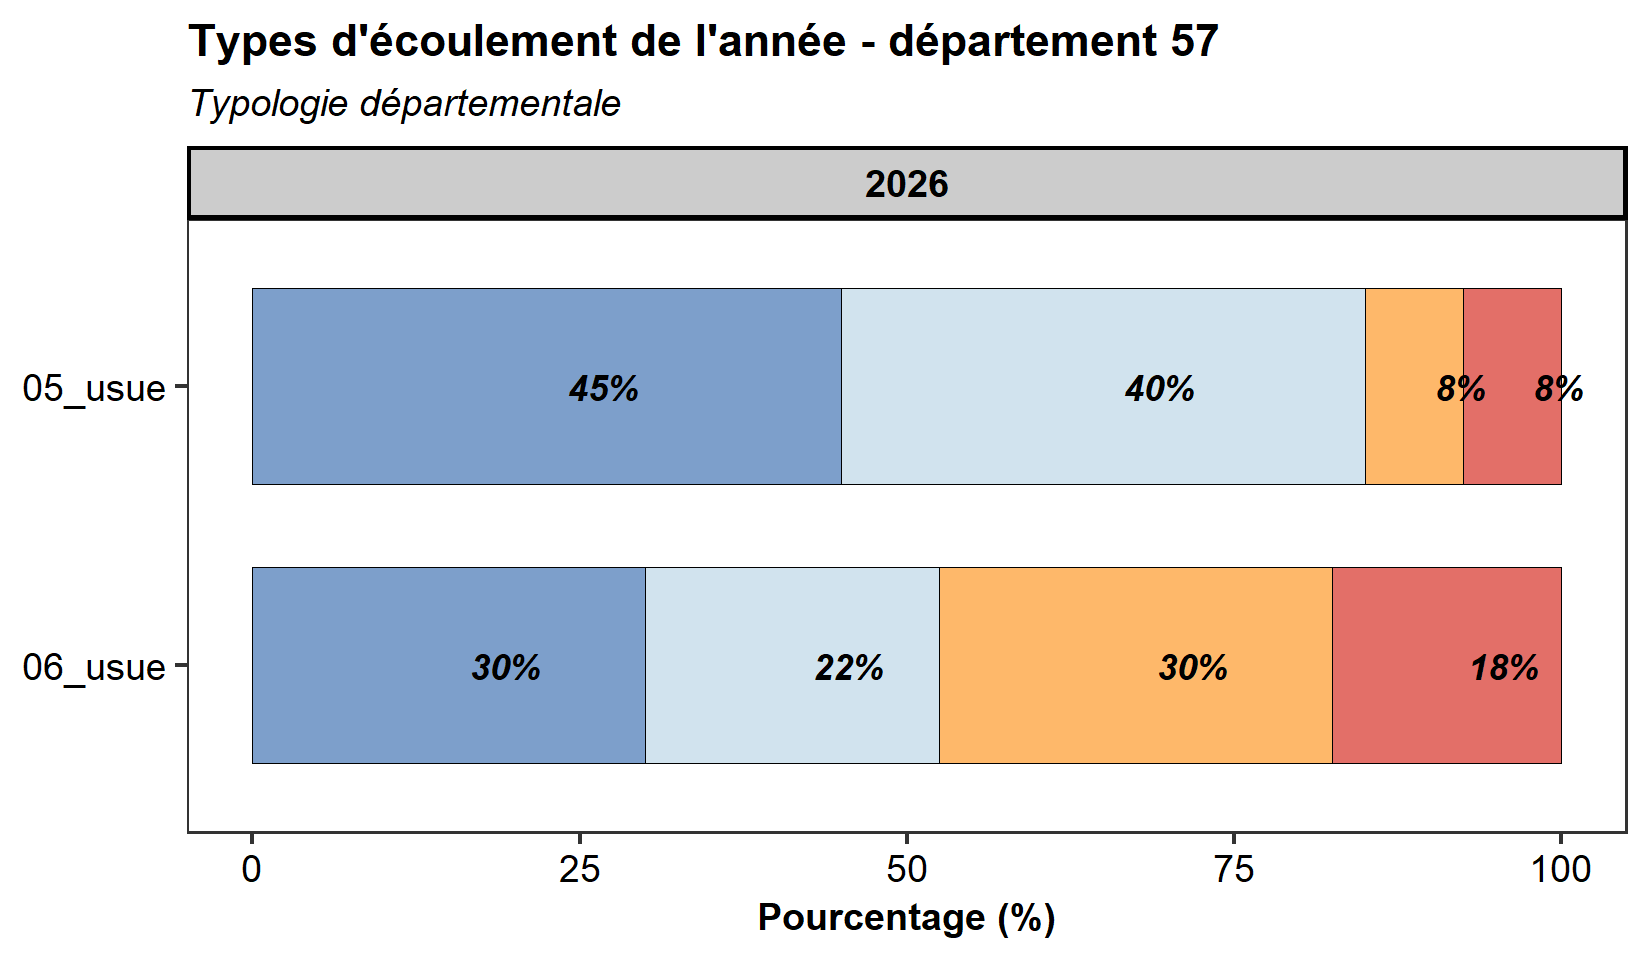 Types d'écoulement de l'année - département 57
Typologie départementale
2026
05_usue
45% 40% 8% 8%
06_usue
30% 22% 30% 18%
0 25 50 75 100
Pourcentage (%)